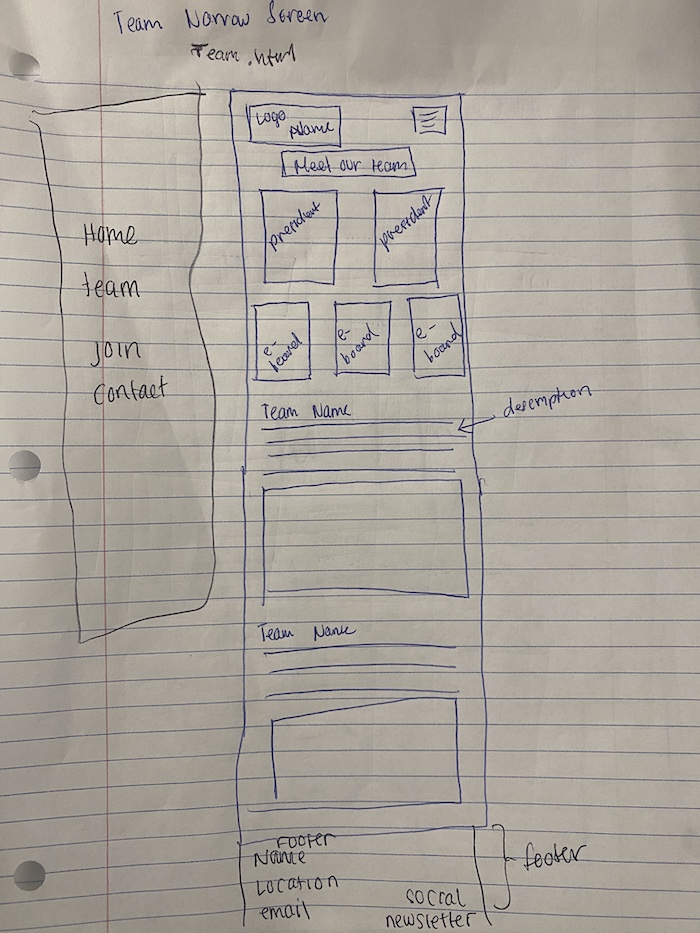 Team Narrow Screen
Team.html
Home
team
join
Contact
Logo
Name
Meet our team
president
president
e-
board
e-
board
e-
board
Team Name
Team Name
footer
Name
Location
email
social
newsletter
footer